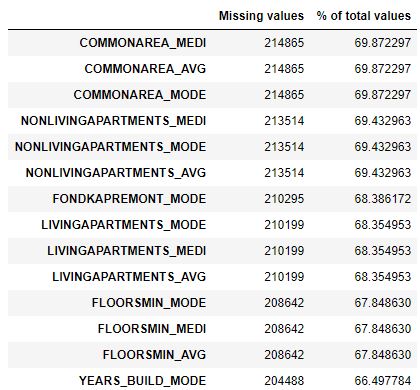 Missing values % of total values
COMMONAREA_MEDI 214865 69.872297
COMMONAREA_AVG 214865 69.872297
COMMONAREA_MODE 214865 69.872297
NONLIVINGAPARTMENTS_MEDI 213514 69.432963
NONLIVINGAPARTMENTS_MODE 213514 69.432963
NONLIVINGAPARTMENTS_AVG 213514 69.432963
FONDKAPREMONT_MODE 210295 68.386172
LIVINGAPARTMENTS_MODE 210199 68.354953
LIVINGAPARTMENTS_MEDI 210199 68.354953
LIVINGAPARTMENTS_AVG 210199 68.354953
FLOORSMIN_MODE 208642 67.848630
FLOORSMIN_MEDI 208642 67.848630
FLOORSMIN_AVG 208642 67.848630
YEARS_BUILD_MODE 204488 66.497784